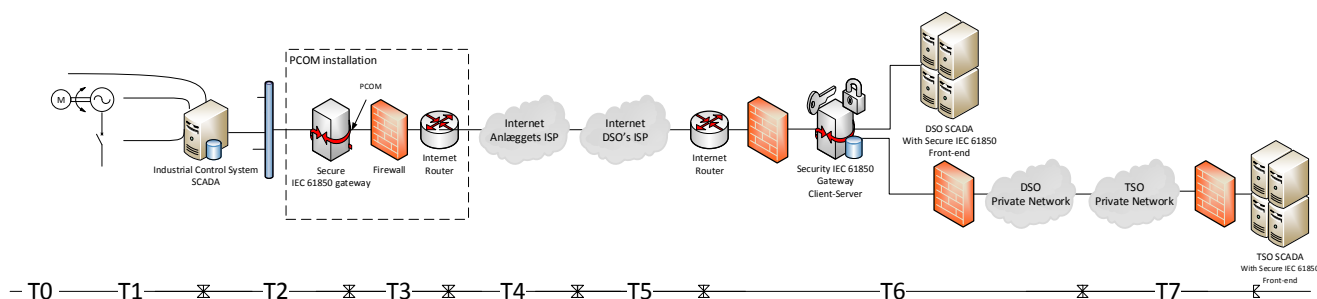 PCOM installation
PCOM
M
Industrial Control System
SCADA
Secure
IEC 61850 gateway
Firewall
Internet
Router
Internet
Anlæggets ISP
Internet
DSO's ISP
Internet
Router
Security IEC 61850
Gateway
Client-Server
DSO SCADA
With Secure IEC 61850
Front-end
DSO
Private Network
TSO
Private Network
TSO SCADA
With Secure IEC 61850
Front-end
T0 T1 T2 T3 T4 T5 T6 T7